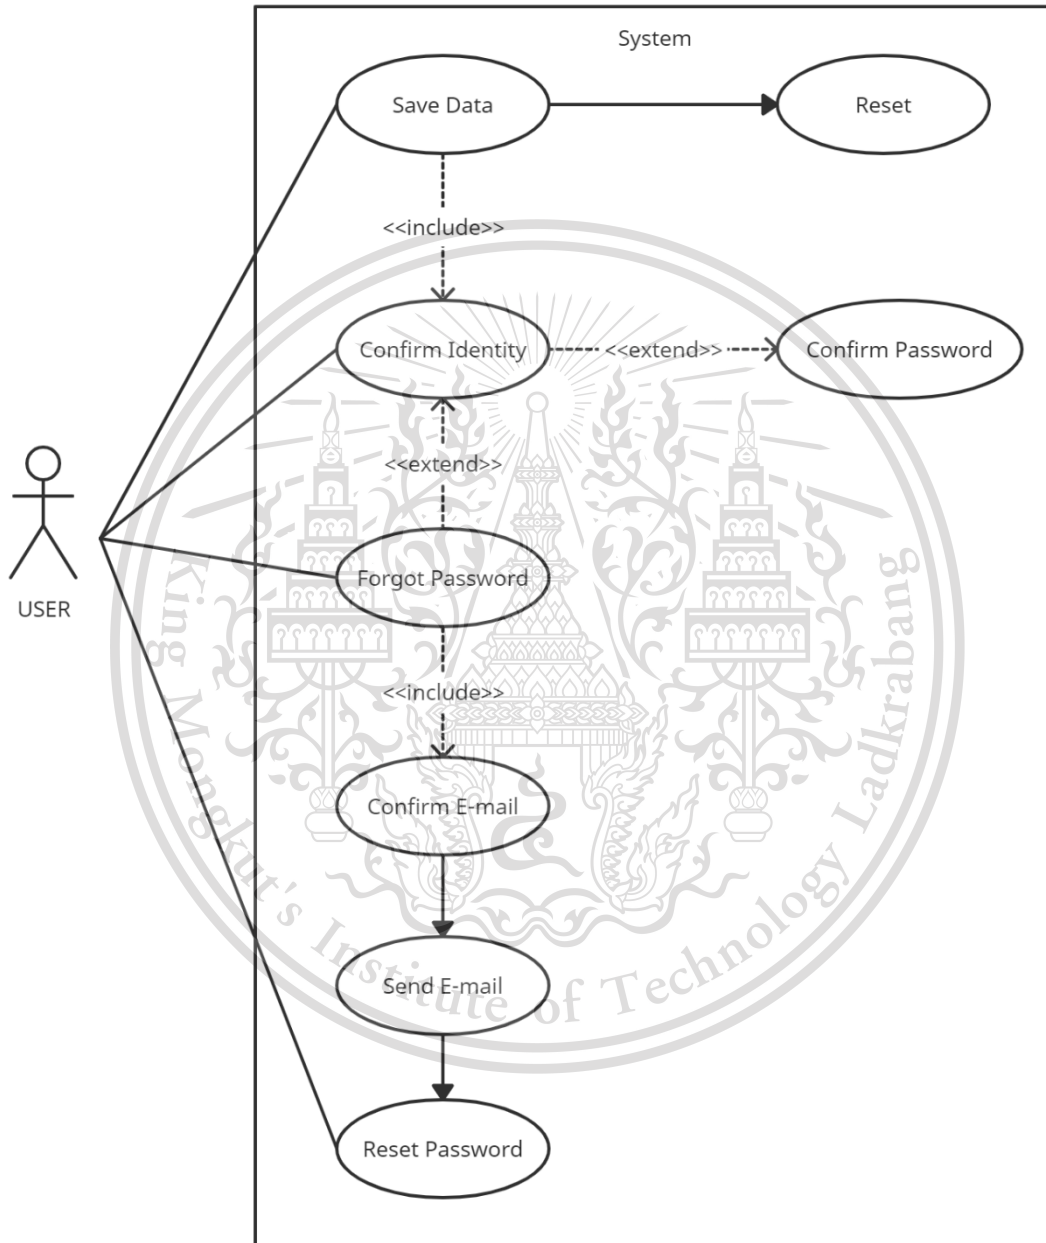 System
Save Data
Reset
<<include>>
Confirm Identity
<<extend>>
Confirm Password
<<extend>>
Forgot Password
USER
<<include>>
Confirm E-mail
Send E-mail
Reset Password
King Mongkut's Institute of Technology Ladkrabang